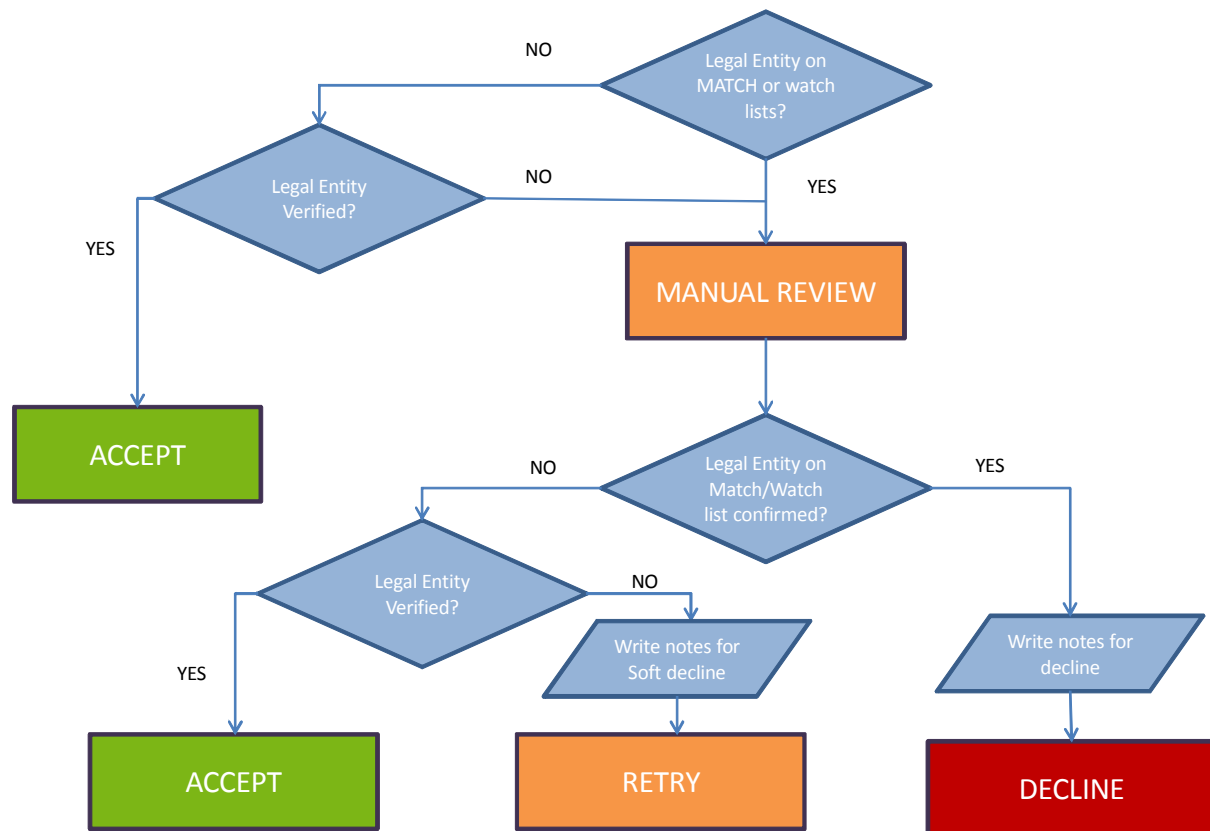 NO
Legal Entity on
MATCH or watch
lists?
Legal Entity
Verified?
NO
YES
YES
MANUAL REVIEW
ACCEPT
NO
Legal Entity on
Match/Watch
list confirmed?
YES
Legal Entity
Verified?
NO
YES
Write notes for
Soft decline
Write notes for
decline
ACCEPT
RETRY
DECLINE